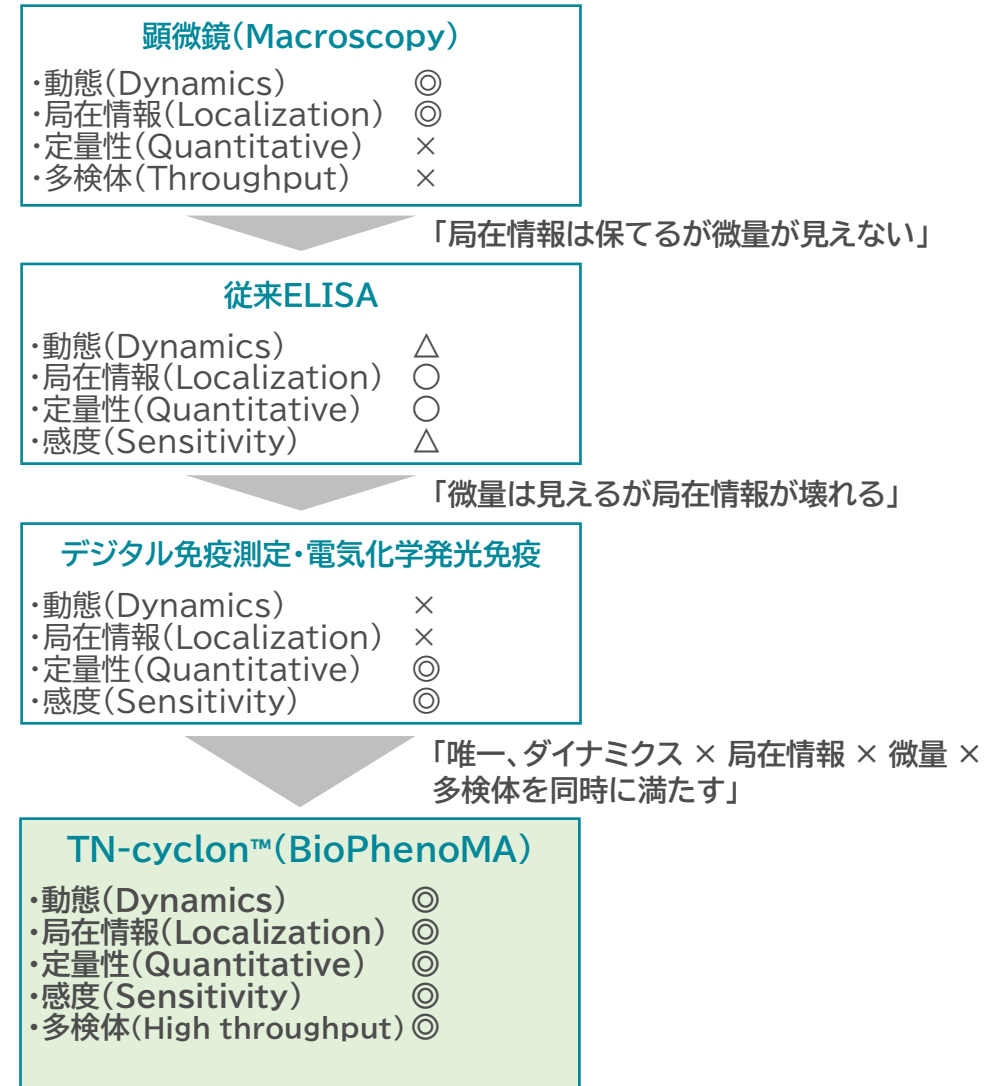 顕微鏡(Macroscopy)
・動態(Dynamics) ◎
・局在情報(Localization) ◎
・定量性(Quantitative) ×
・多検体(Throughput) ×
「局在情報は保てるが微量が見えない」
従来ELISA
・動態(Dynamics) △
・局在情報(Localization) ○
・定量性(Quantitative) ○
・感度(Sensitivity) △
「微量は見えるが局在情報が壊れる」
デジタル免疫測定・電気化学発光免疫
・動態(Dynamics) ×
・局在情報(Localization) ×
・定量性(Quantitative) ◎
・感度(Sensitivity) ◎
「唯一、ダイナミクス × 局在情報 × 微量 ×
多検体を同時に満たす」
TN-cyclon™(BioPhenoMA)
・動態(Dynamics) ◎
・局在情報(Localization) ◎
・定量性(Quantitative) ◎
・感度(Sensitivity) ◎
・多検体(High throughput) ◎